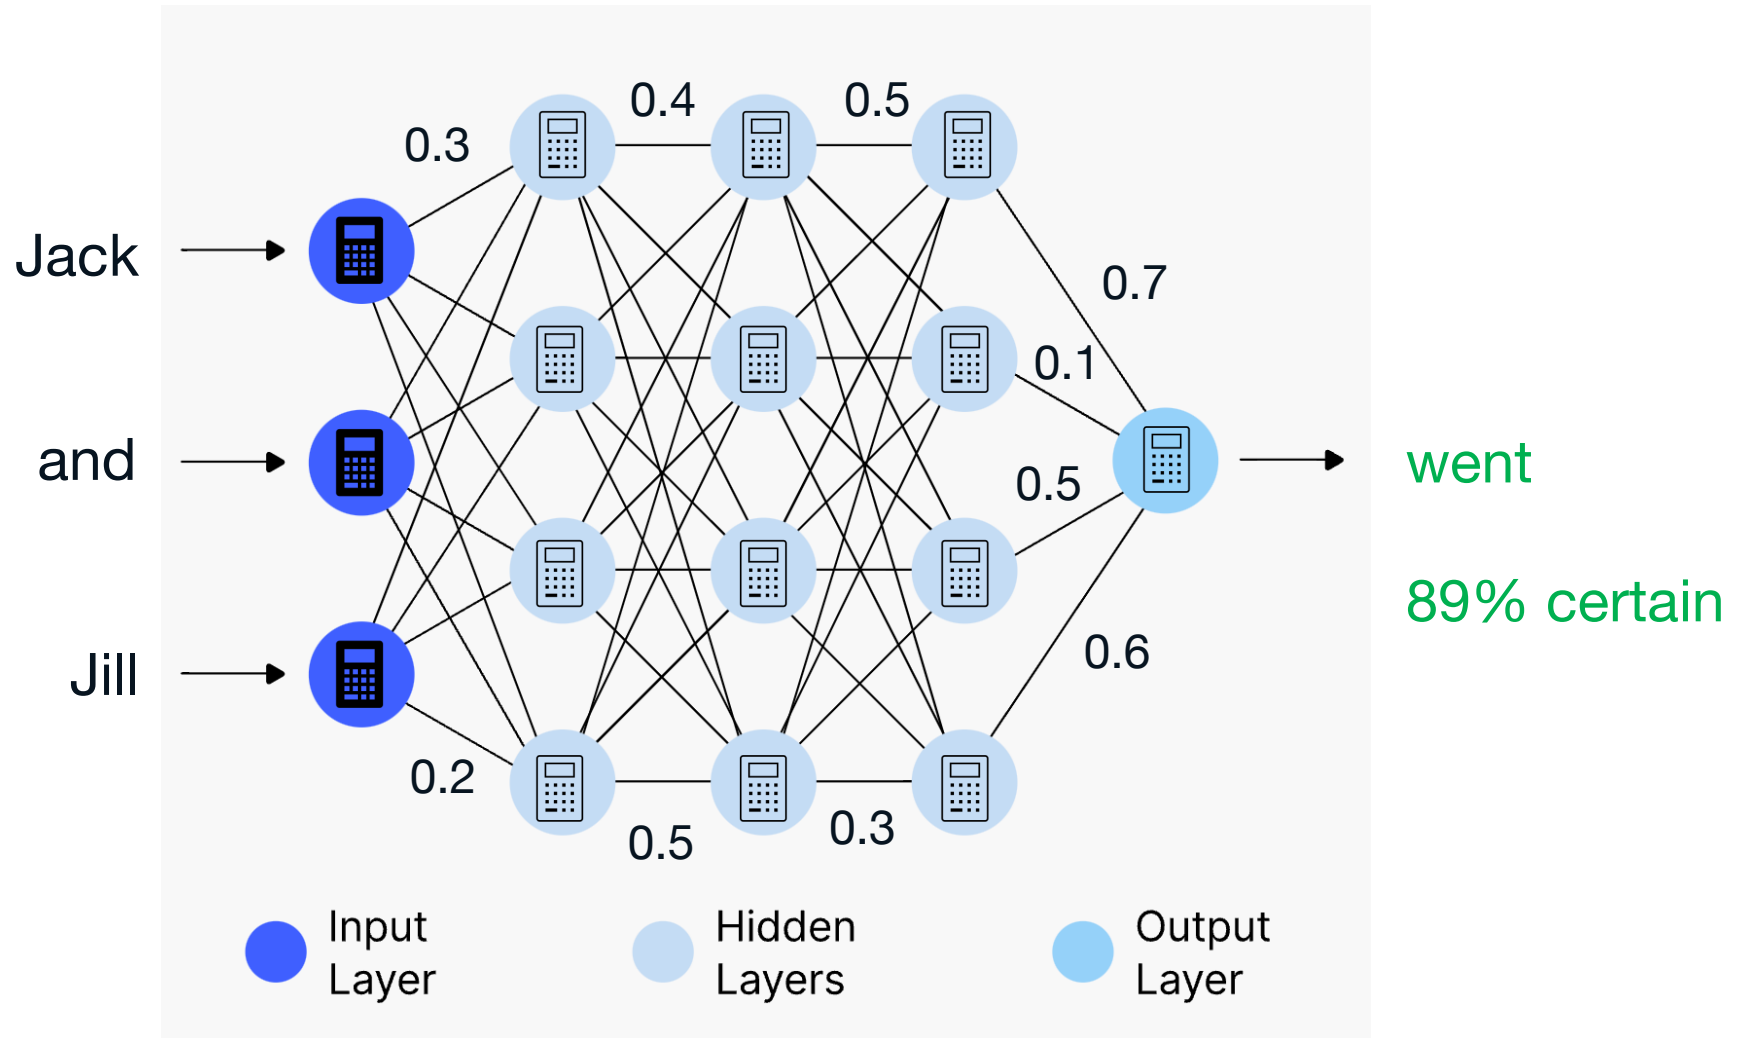 0.4
0.5
0.3
Jack
0.7
0.1
and
went
0.5
89% certain
0.6
Jill
0.2
0.3
0.5
Input
Layer
Hidden
Layers
Output
Layer